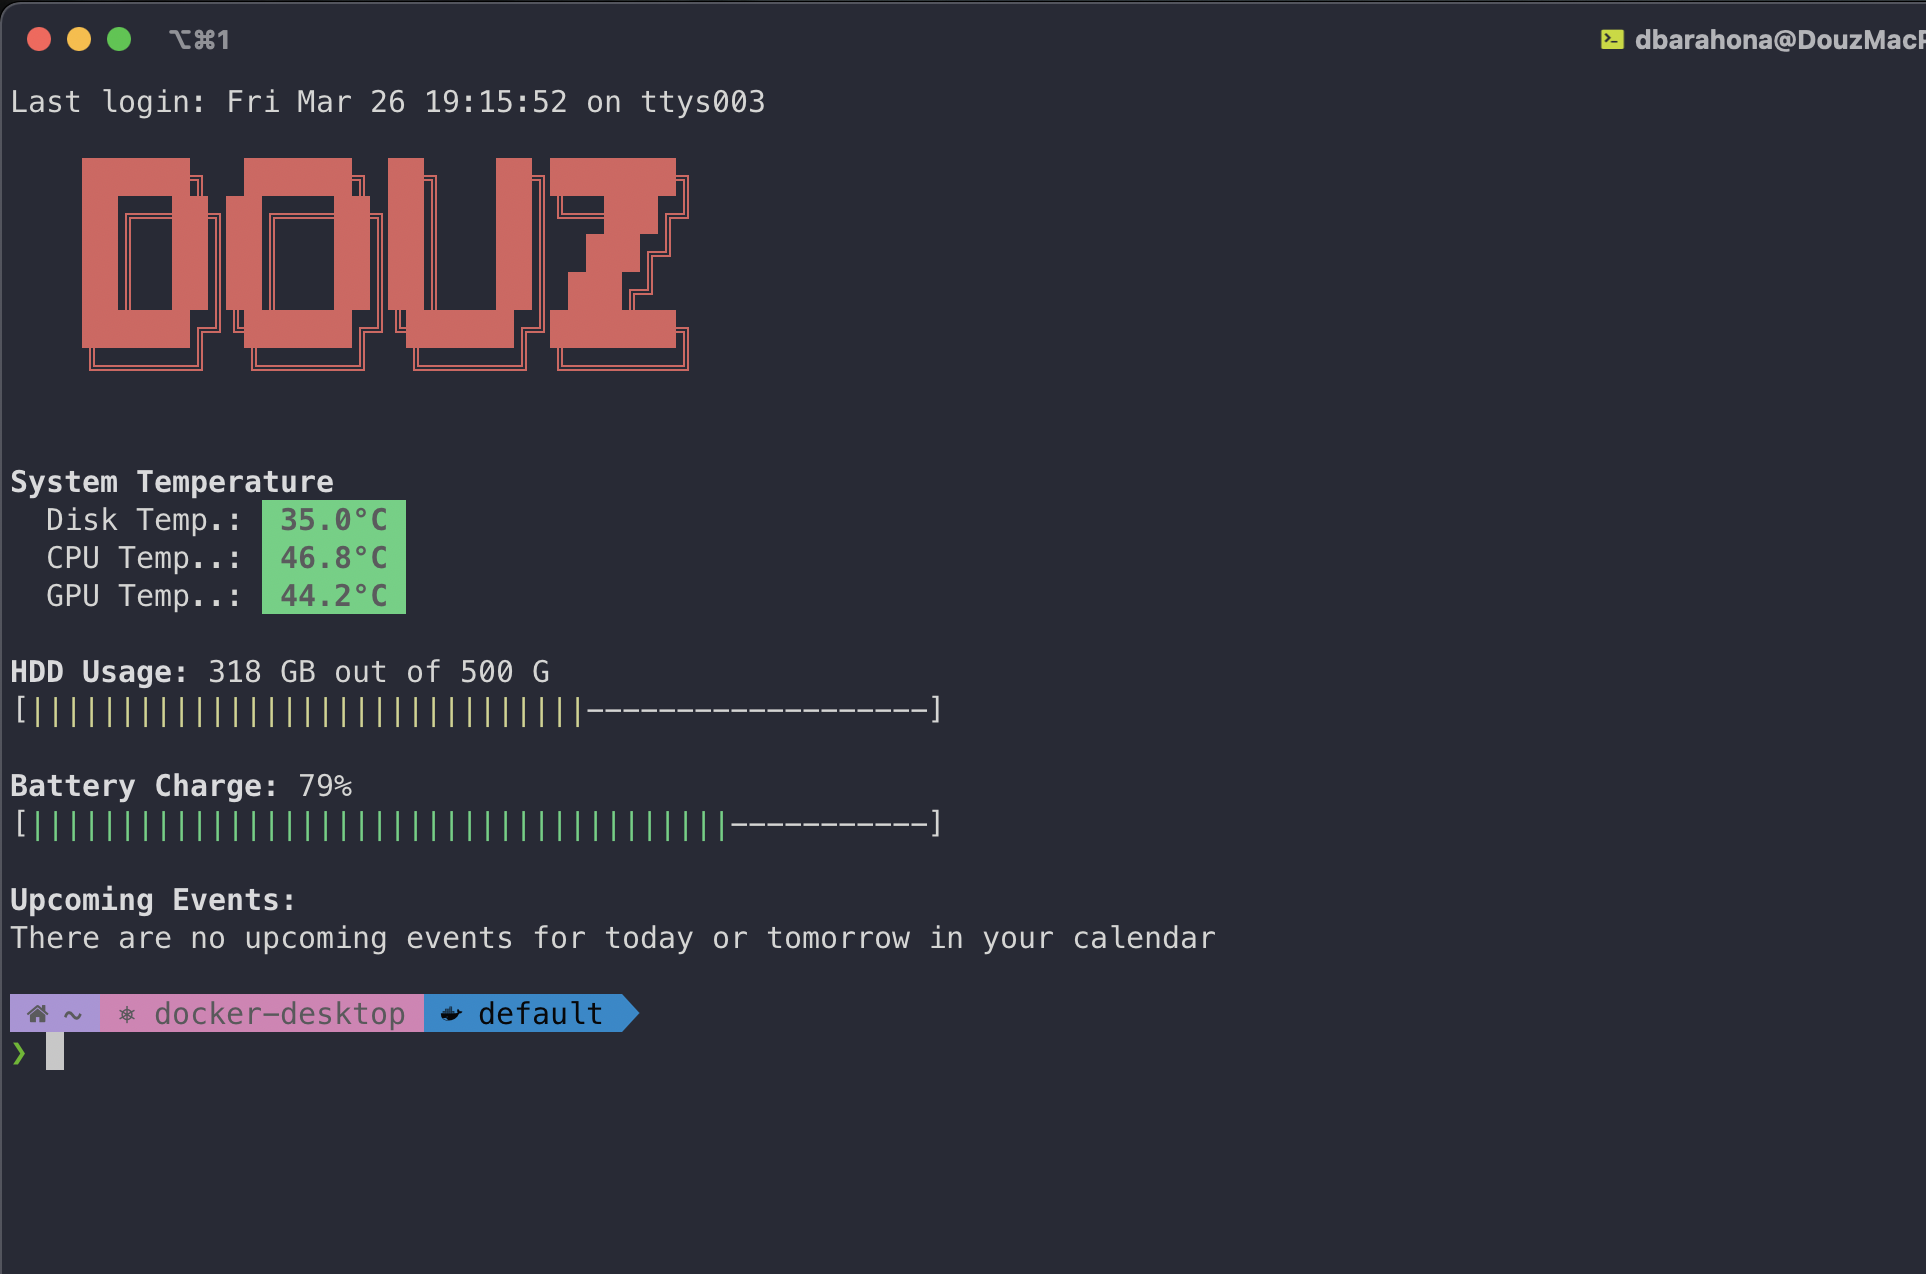 ⌥⌘1
dbarahona@DouzMacP
Last login: Fri Mar 26 19:15:52 on ttys003
DOUZ
System Temperature
Disk Temp.: 35.0°C
CPU Temp..: 46.8°C
GPU Temp..: 44.2°C
HDD Usage: 318 GB out of 500 G
[|||||||||||||||||||||||||||||||-------------------]
Battery Charge: 79%
[|||||||||||||||||||||||||||||||||||||||-----------]
Upcoming Events:
There are no upcoming events for today or tomorrow in your calendar
~ ⎈ docker-desktop default
❯